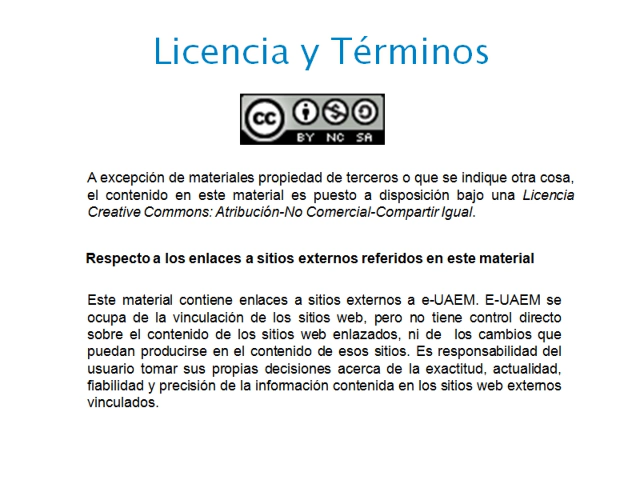 Licencia y Términos
cc
BY NC SA
A excepción de materiales propiedad de terceros o que se indique otra cosa,
el contenido en este material es puesto a disposición bajo una Licencia
Creative Commons: Atribución-No Comercial-Compartir Igual.
Respecto a los enlaces a sitios externos referidos en este material
Este material contiene enlaces a sitios externos a e-UAEM. E-UAEM se
ocupa de la vinculación de los sitios web, pero no tiene control directo
sobre el contenido de los sitios web enlazados, ni de los cambios que
puedan producirse en el contenido de esos sitios. Es responsabilidad del
usuario tomar sus propias decisiones acerca de la exactitud, actualidad,
fiabilidad y precisión de la información contenida en los sitios web externos
vinculados.